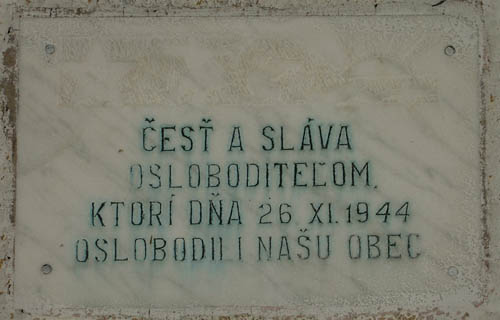 ČESŤ A SLÁVA
OSLOBODITEĽOM,
KTORÍ DŇA 26. XI. 1944
OSLOBODILI NAŠU OBEC